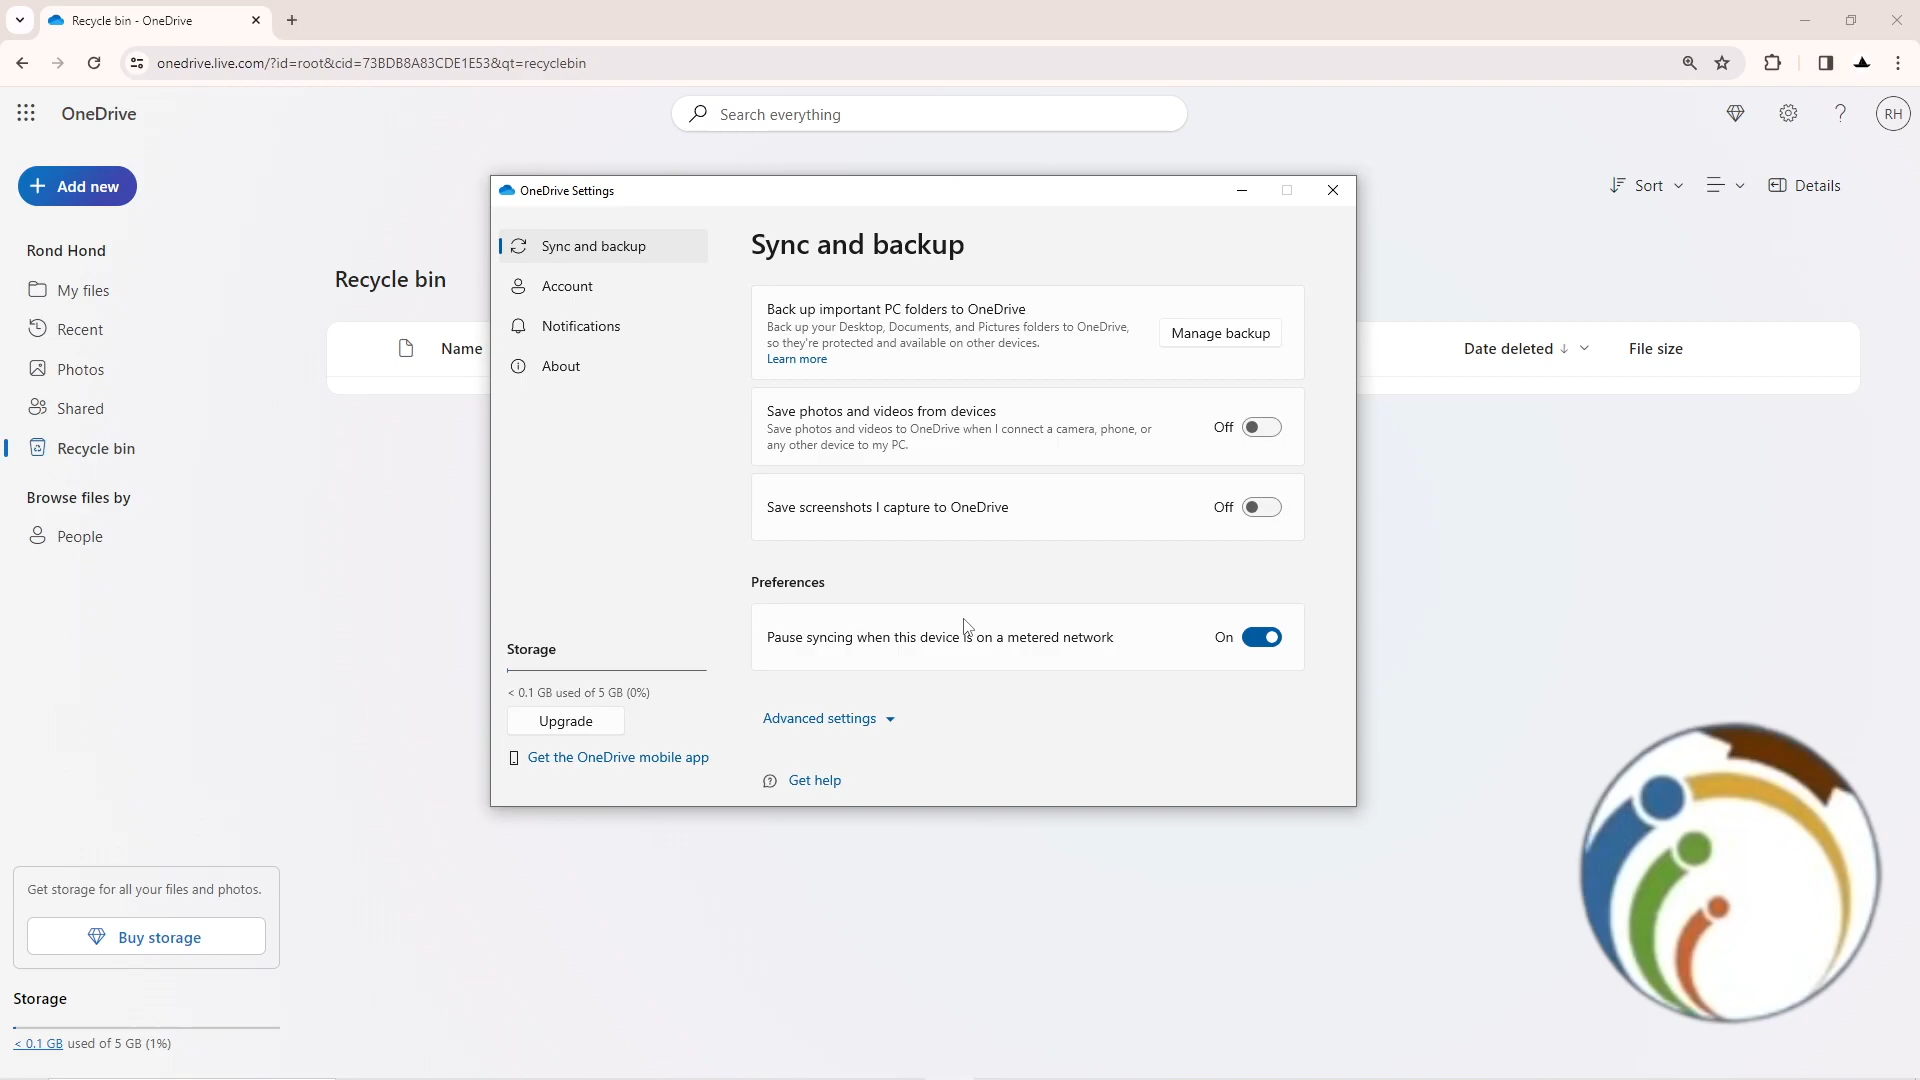 Recycle bin - OneDrive
onedrive.live.com/?id=root&cid=73BDB8A83CDE1E53&qt=recyclebin
OneDrive
Search everything
RH
Add new
Sort
Details
Rond Hond
My files
Recent
Photos
Shared
Recycle bin
Browse files by
People
Get storage for all your files and photos.
Buy storage
Storage
< 0.1 GB used of 5 GB (1%)
Recycle bin
Name
Date deleted
File size
OneDrive Settings
Sync and backup
Account
Notifications
About
Storage
< 0.1 GB used of 5 GB (0%)
Upgrade
Get the OneDrive mobile app
Sync and backup
Back up important PC folders to OneDrive
Back up your Desktop, Documents, and Pictures folders to OneDrive,
so they're protected and available on other devices.
Learn more
Manage backup
Save photos and videos from devices
Save photos and videos to OneDrive when I connect a camera, phone, or
any other device to my PC.
Off
Save screenshots I capture to OneDrive
Off
Preferences
Pause syncing when this device is on a metered network
On
Advanced settings
Get help